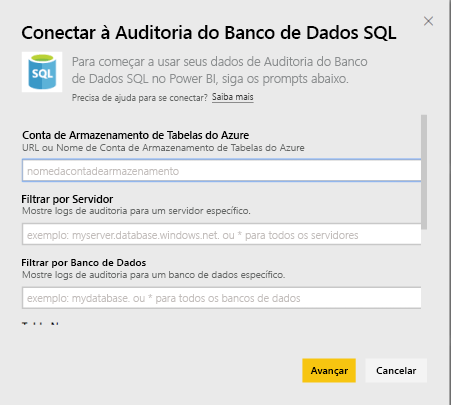 Conectar à Auditoria do Banco de Dados SQL
SQL
Para começar a usar seus dados de Auditoria do Banco
de Dados SQL no Power BI, siga os prompts abaixo.
Precisa de ajuda para se conectar? Saiba mais
Conta de Armazenamento de Tabelas do Azure
URL ou Nome de Conta de Armazenamento de Tabelas do Azure
nomedacontadearmazenamento
Filtrar por Servidor
Mostre logs de auditoria para um servidor específico.
exemplo: myserver.database.windows.net. ou * para todos os servidores
Filtrar por Banco de Dados
Mostre logs de auditoria para um banco de dados específico.
exemplo: mydatabase. ou * para todos os bancos de dados
Avançar
Cancelar